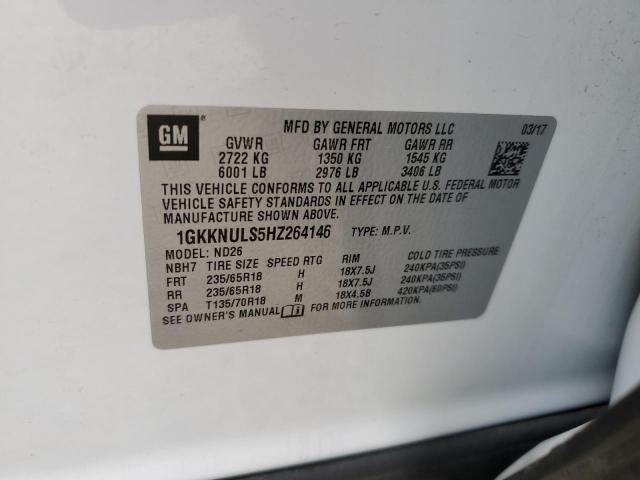 GM
MFD BY GENERAL MOTORS LLC 03/17
GVWR GAWR FRT GAWR RR
2722 KG 1350 KG 1545 KG
6001 LB 2976 LB 3406 LB
THIS VEHICLE CONFORMS TO ALL APPLICABLE U.S. FEDERAL MOTOR
VEHICLE SAFETY STANDARDS IN EFFECT ON THE DATE OF
MANUFACTURE SHOWN ABOVE.
1GKKNULS5HZ264146 TYPE: M.P.V.
MODEL: ND26
NBH7 TIRE SIZE SPEED RTG RIM COLD TIRE PRESSURE
FRT 235/65R18 H 18X7.5J 240KPA(35PSI)
RR 235/65R18 H 18X7.5J 240KPA(35PSI)
SPA T135/70R18 M 18X4.5B 420KPA(60PSI)
SEE OWNER'S MANUAL FOR MORE INFORMATION